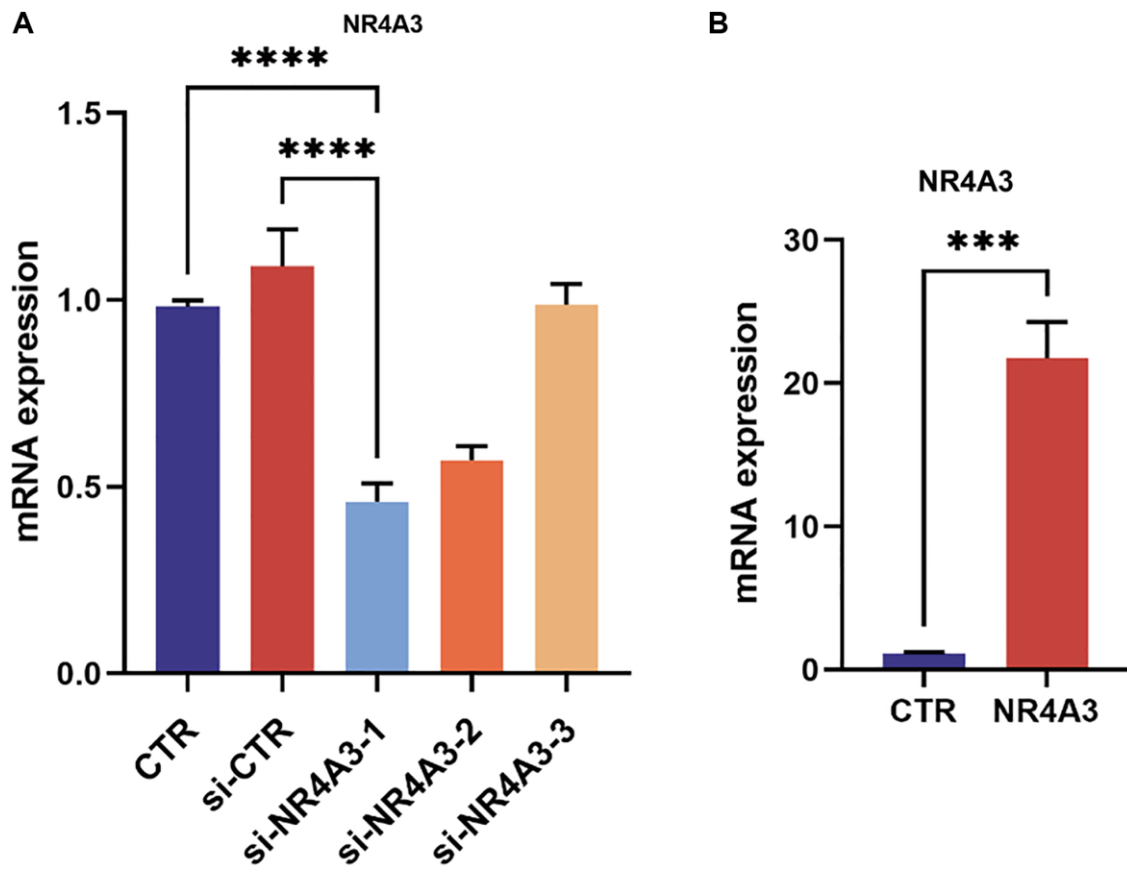 A
NR4A3
****
****
mRNA expression
1.5
1.0
0.5
0.0
CTR
si-CTR
si-NR4A3-1
si-NR4A3-2
si-NR4A3-3
B
NR4A3
***
mRNA expression
30
20
10
0
CTR
NR4A3